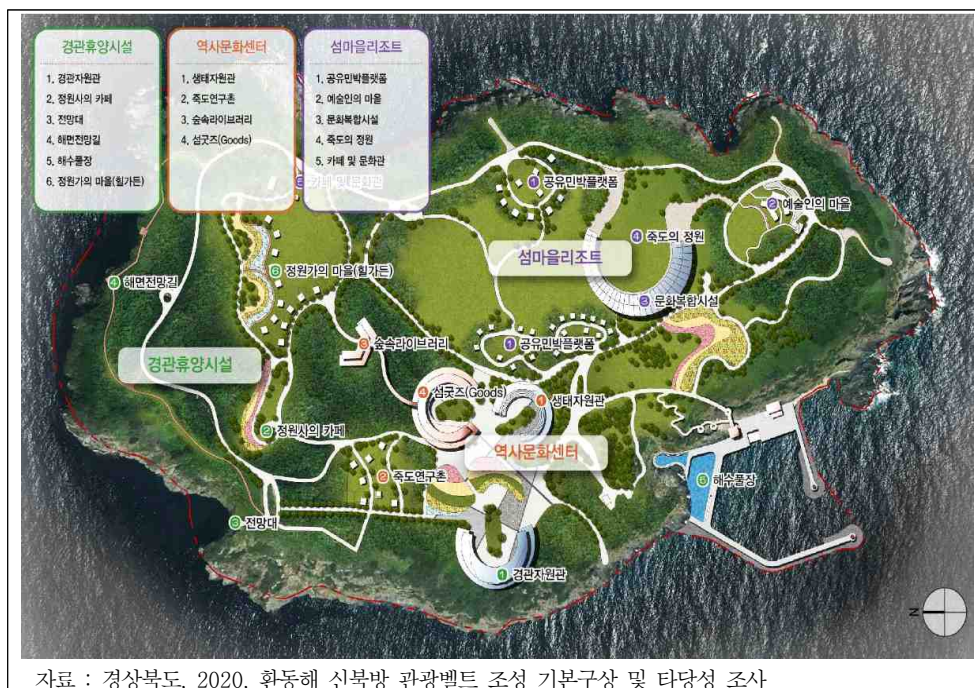 경관휴양시설
1. 경관자원관
2. 정원사의 카페
3. 전망대
4. 해면전망길
5. 해수풀장
6. 정원가의 마을(힐가든)
역사문화센터
1. 생태자원관
2. 죽도연구촌
3. 숲속라이브러리
4. 섬굿즈(Goods)
섬마을리조트
1. 공유민박플랫폼
2. 예술인의 마을
3. 문화복합시설
4. 죽도의 정원
5. 카페 및 문화관
5 카페 및 문화관
1 공유민박플랫폼
2 예술인의 마을
4 죽도의 정원
섬마을리조트
6 정원가의 마을(힐가든)
4 해면전망길
3 문화복합시설
3 숲속라이브러리
1 공유민박플랫폼
경관휴양시설
4 섬굿즈(Goods)
1 생태자원관
2 정원사의 카페
역사문화센터
2 죽도연구촌
5 해수풀장
3 전망대
1 경관자원관
N
자료 : 경상북도, 2020, 환동해 신북방 관광벨트 조성 기본구상 및 타당성 조사